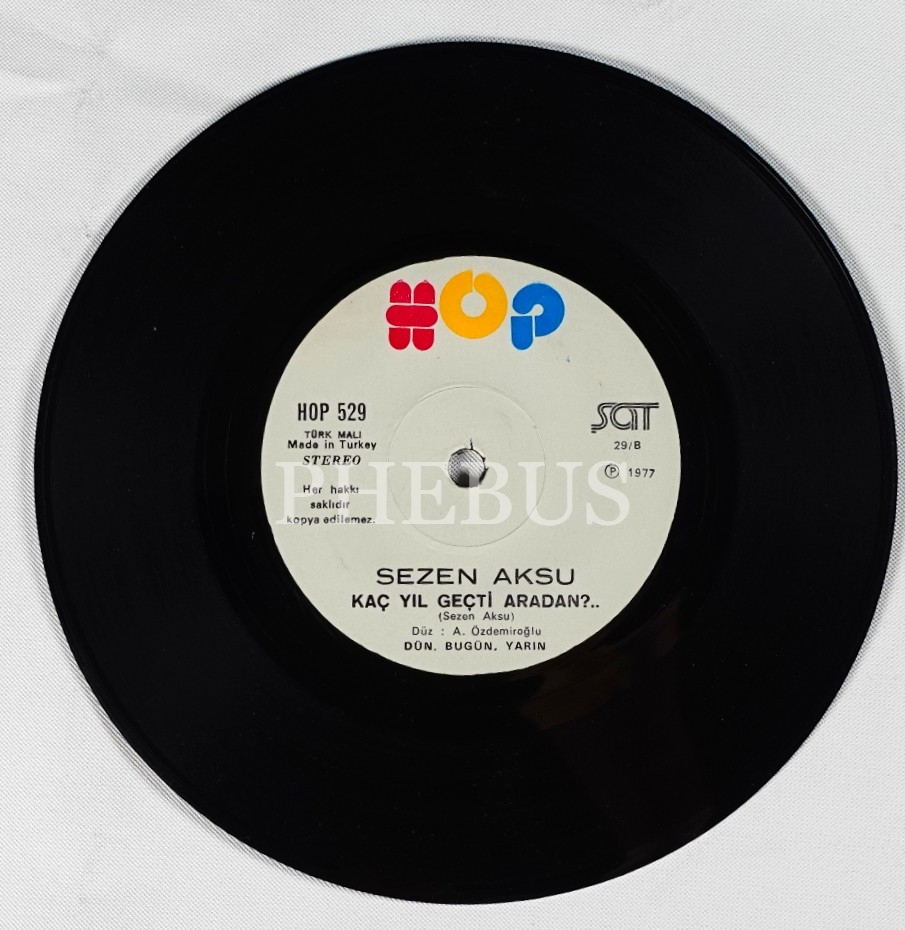 HOP
HOP 529
TÜRK MALI
Made in Turkey
STEREO
Her hakkı
saklıdır
kopya edilemez.
ŞAT
29/B
Ⓟ 1977
PHEBUS
SEZEN AKSU
KAÇ YIL GEÇTİ ARADAN?..
(Sezen Aksu)
Düz : A. Özdemiroğlu
DÜN, BUGÜN, YARIN